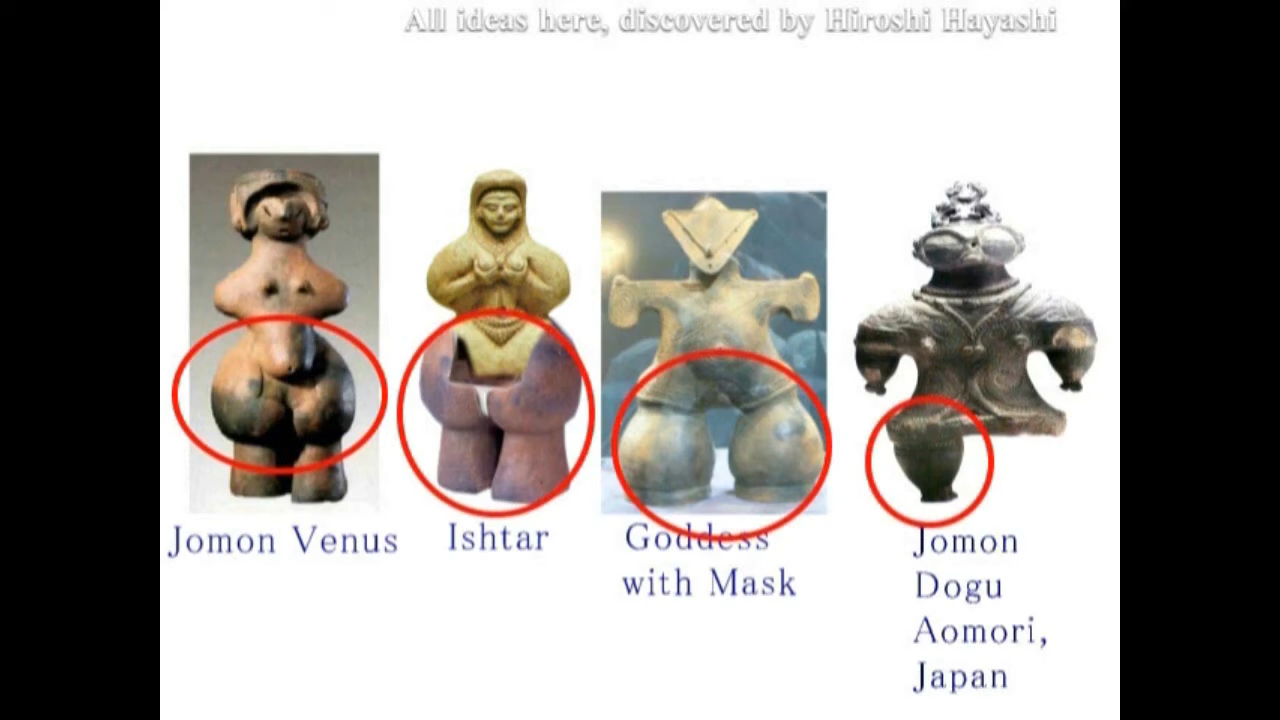 All ideas here, discovered by Hiroshi Hayashi
Jomon Venus
Ishtar
Goddess
with Mask
Jomon
Dogu
Aomori,
Japan